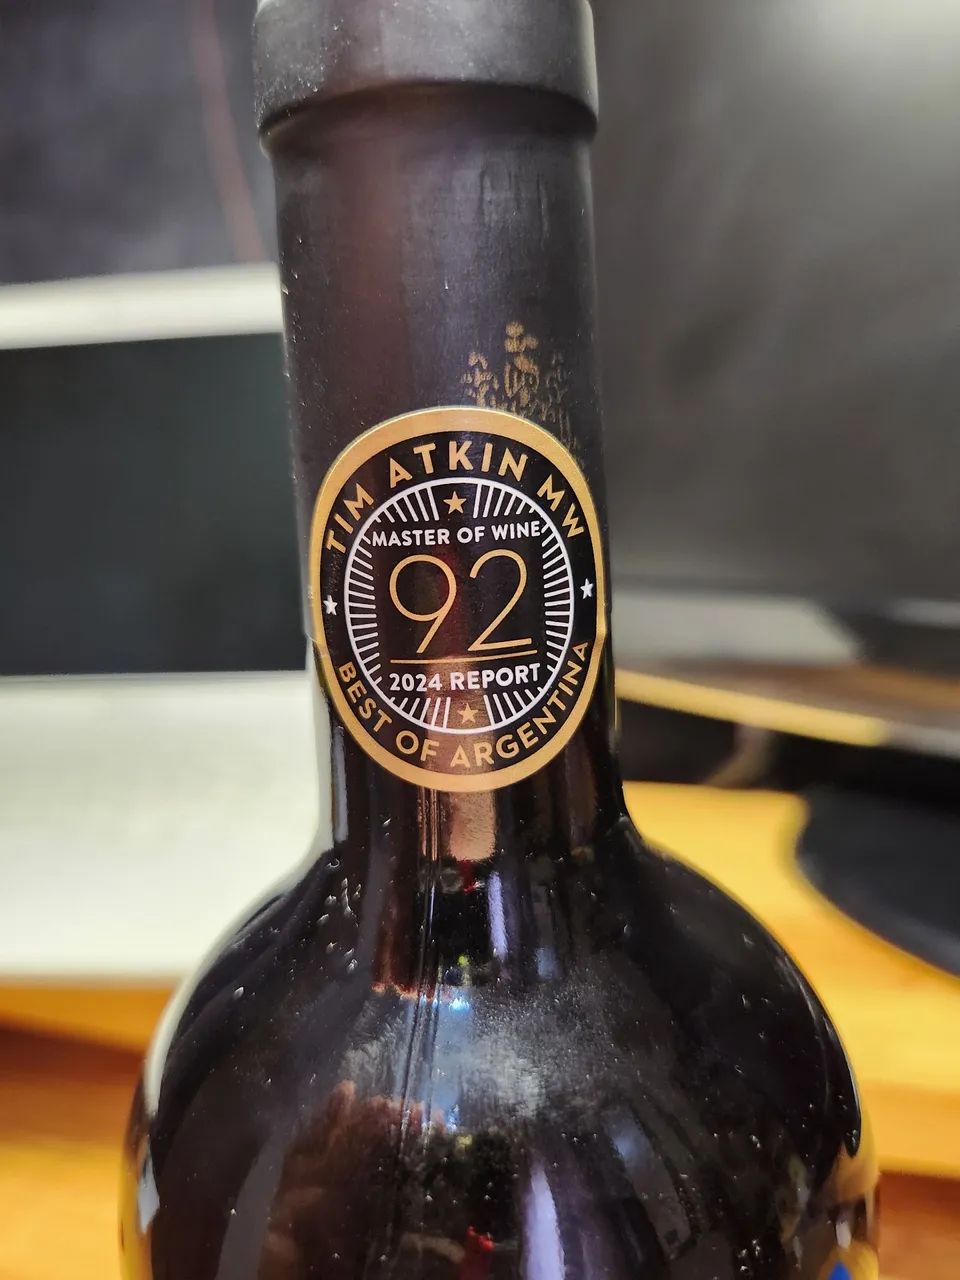 TIM ATKIN MW
MASTER OF WINE
92
2024 REPORT
BEST OF ARGENTINA